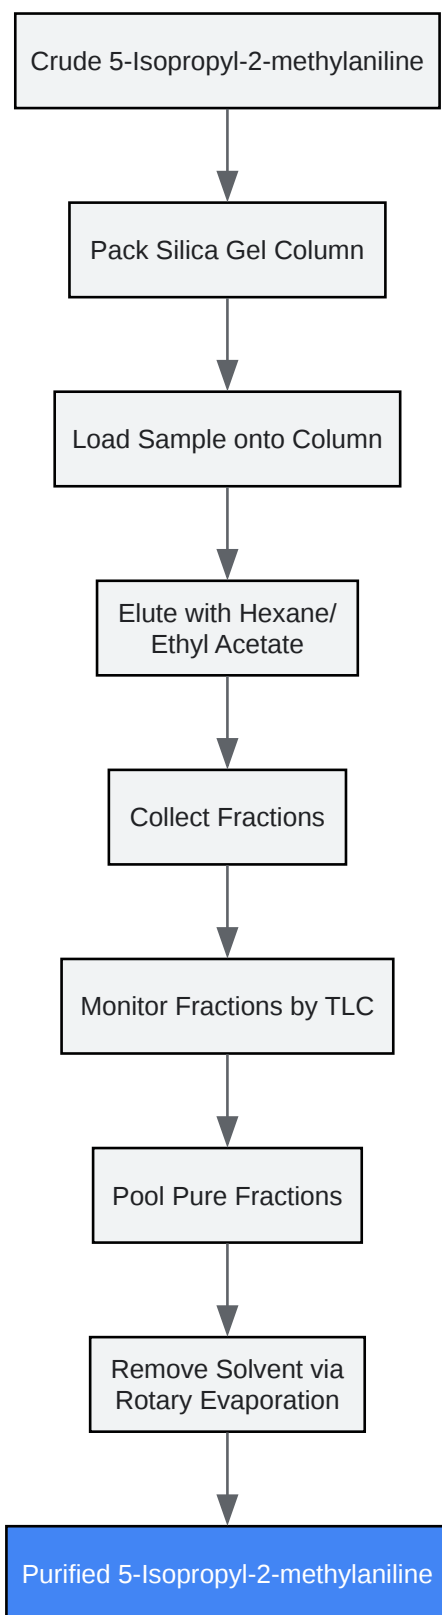 Crude 5-Isopropyl-2-methylaniline
Pack Silica Gel Column
Load Sample onto Column
Elute with Hexane/
Ethyl Acetate
Collect Fractions
Monitor Fractions by TLC
Pool Pure Fractions
Remove Solvent via
Rotary Evaporation
Purified 5-Isopropyl-2-methylaniline